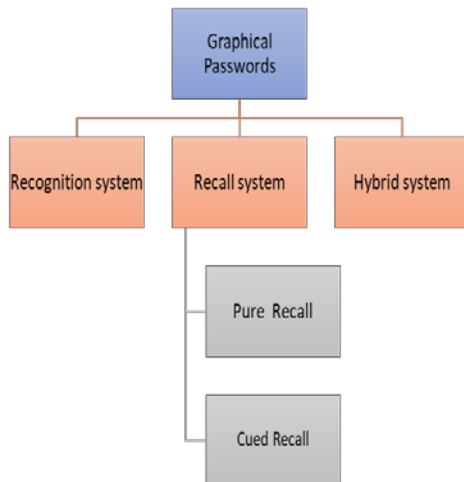 Graphical
Passwords
Recognition system
Recall system
Hybrid system
Pure Recall
Cued Recall